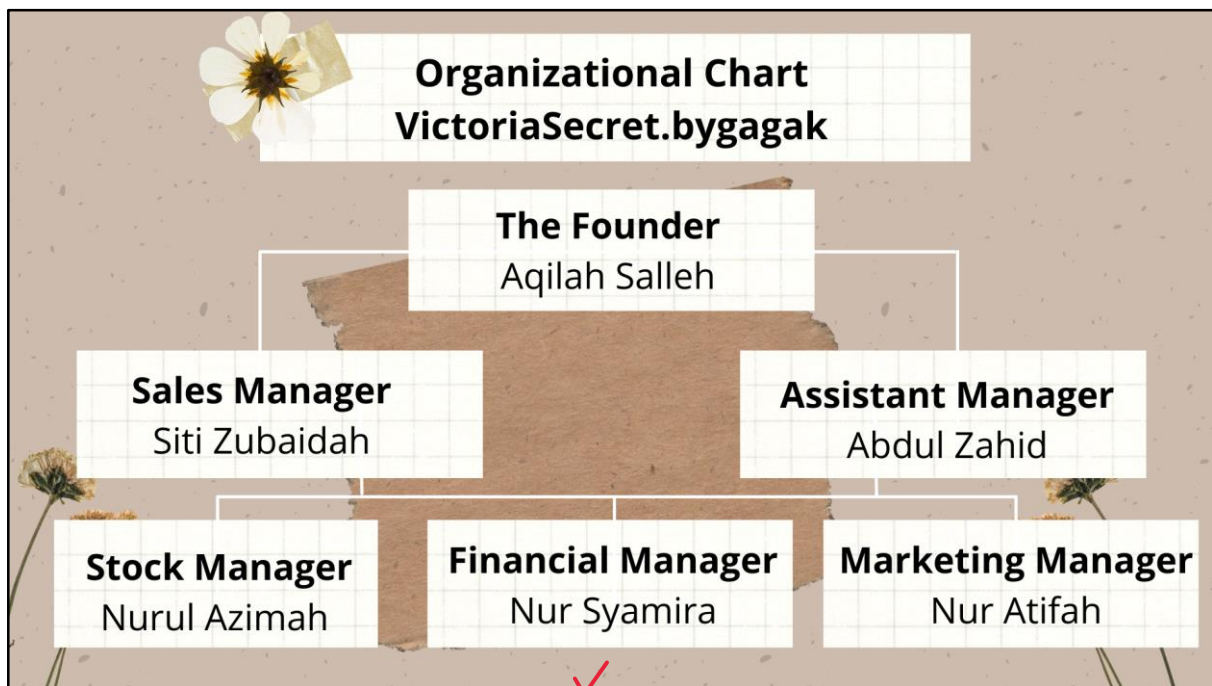 Organizational Chart
VictoriaSecret.bygagak
The Founder
Aqilah Salleh
Sales Manager
Siti Zubaidah
Assistant Manager
Abdul Zahid
Stock Manager
Nurul Azimah
Financial Manager
Nur Syamira
Marketing Manager
Nur Atifah